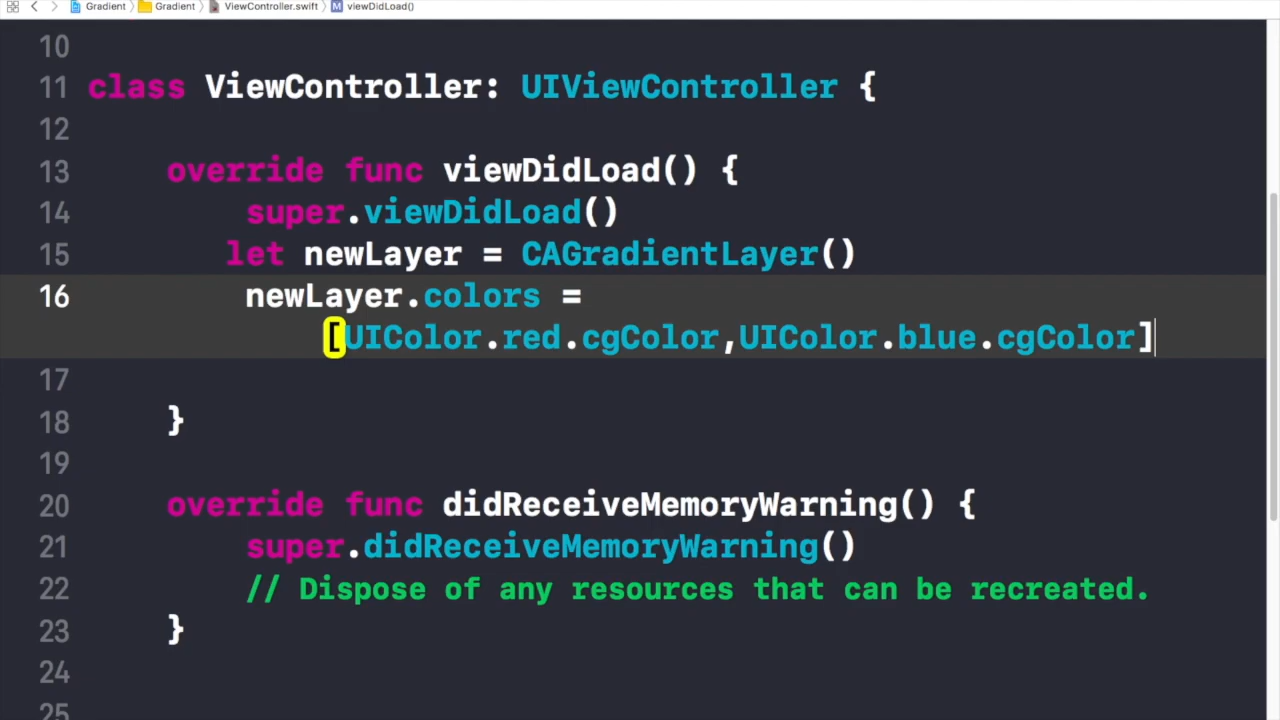 Gradient Gradient ViewController.swift M viewDidLoad()
10
11 class ViewController: UIViewController {
12
13 override func viewDidLoad() {
14 super.viewDidLoad()
15 let newLayer = CAGradientLayer()
16 newLayer.colors =
[UIColor.red.cgColor,UIColor.blue.cgColor]
17
18 }
19
20 override func didReceiveMemoryWarning() {
21 super.didReceiveMemoryWarning()
22 // Dispose of any resources that can be recreated.
23 }
24
25